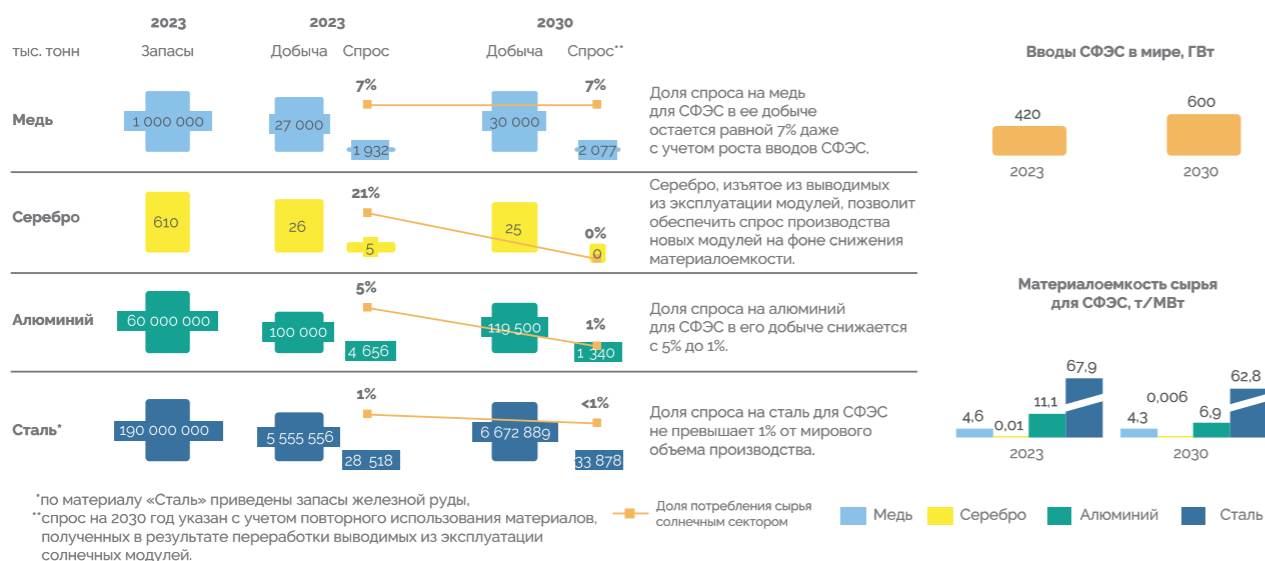 2023 2023 2030
тыс. тонн Запасы Добыча Спрос Добыча Спрос**
Медь 1 000 000 27 000 7% 1 932 30 000 7% 2 077
Доля спроса на медь
для СФЭС в ее добыче
остается равной 7% даже
с учетом роста вводов СФЭС.
Серебро 610 26 21% 5 25 0% 0
Серебро, изъятое из выводимых
из эксплуатации модулей, позволит
обеспечить спрос производства
новых модулей на фоне снижения
материалоемкости.
Алюминий 60 000 000 100 000 5% 4 656 119 500 1% 1 340
Доля спроса на алюминий
для СФЭС в его добыче снижается
с 5% до 1%.
Сталь* 190 000 000 5 555 556 1% 28 518 6 672 889 <1% 33 878
Доля спроса на сталь для СФЭС
не превышает 1% от мирового
объема производства.
*по материалу «Сталь» приведены запасы железной руды,
**спрос на 2030 год указан с учетом повторного использования материалов,
полученных в результате переработки выводимых из эксплуатации
солнечных модулей.
Доля потребления сырья
солнечным сектором
Вводы СФЭС в мире, ГВт
420 600
2023 2030
Материалоемкость сырья
для СФЭС, т/МВт
4,6 0,01 11,1 67,9 4,3 0,006 6,9 62,8
2023 2030
Медь Серебро Алюминий Сталь